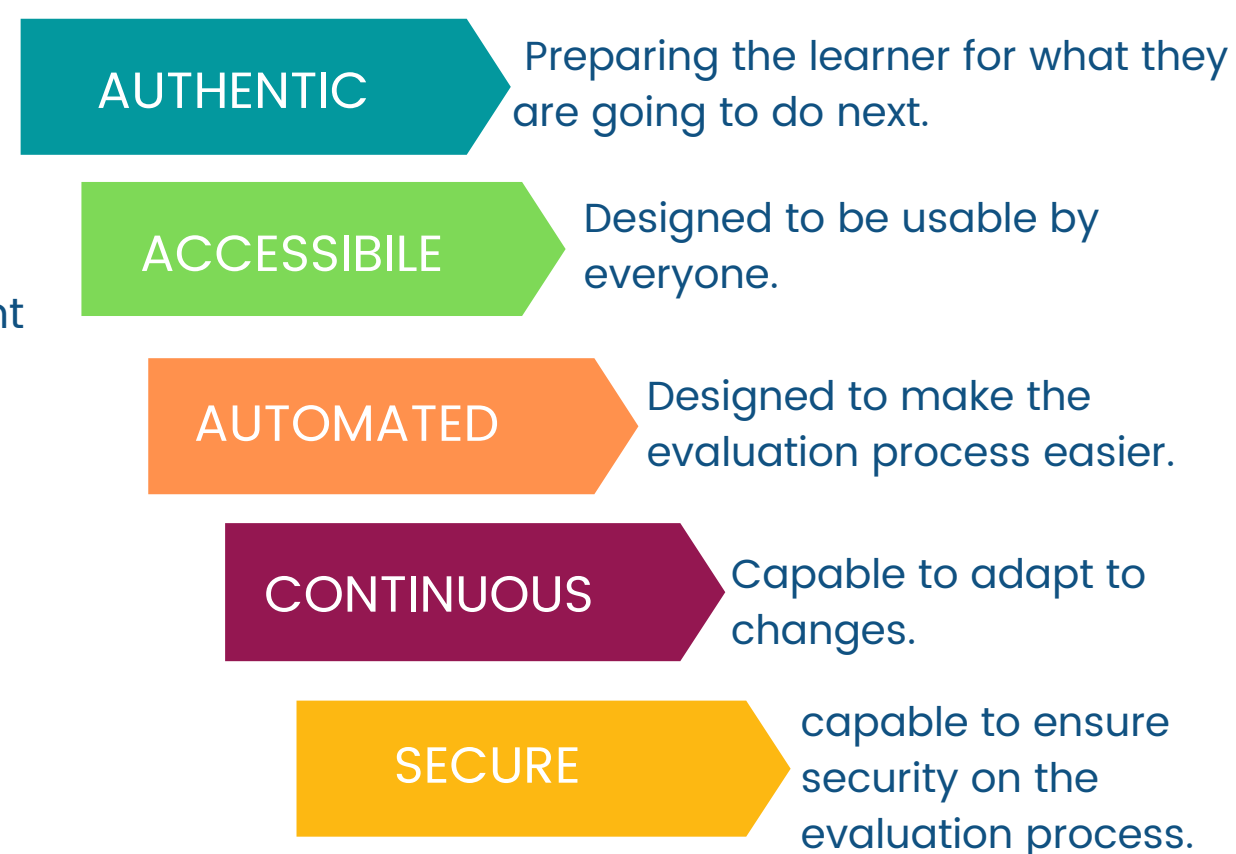 AUTHENTIC
Preparing the learner for what they
are going to do next.
ACCESSIBILE
Designed to be usable by
everyone.
nt
AUTOMATED
Designed to make the
evaluation process easier.
CONTINUOUS
Capable to adapt to
changes.
SECURE
capable to ensure
security on the
evaluation process.